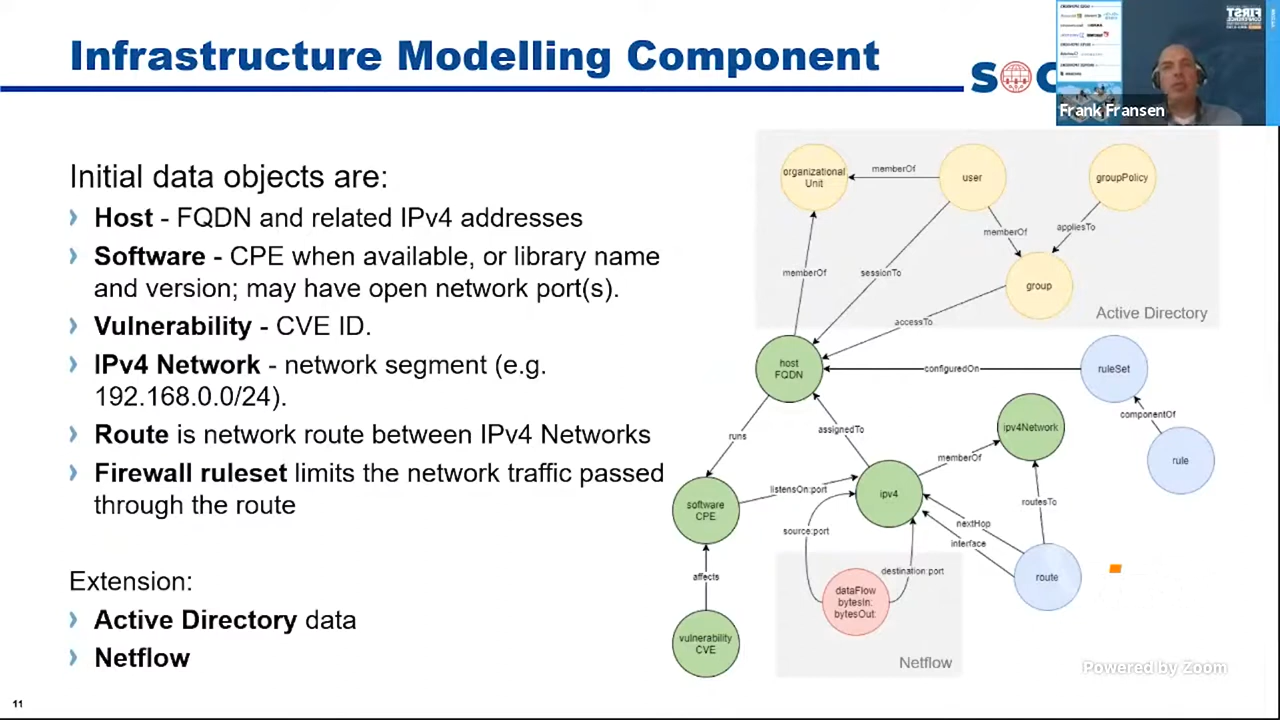 Infrastructure Modelling Component
S C
FIRST
Frank Fransen
Initial data objects are:
Host - FQDN and related IPv4 addresses
Software - CPE when available, or library name
and version; may have open network port(s).
Vulnerability - CVE ID.
IPv4 Network - network segment (e.g.
192.168.0.0/24).
Route is network route between IPv4 Networks
Firewall ruleset limits the network traffic passed
through the route
Extension:
Active Directory data
Netflow
organizational
Unit
memberOf
user
groupPolicy
memberOf
appliesTo
memberOf
sessionTo
group
accessTo
Active Directory
host
FQDN
configuredOn
ruleSet
componentOf
rule
runs
assignedTo
ipv4Network
memberOf
software
CPE
listensOn:port
ipv4
routesTo
source:port
nextHop
interface
destination:port
route
affects
dataFlow
bytesIn:
bytesOut:
vulnerability
CVE
Netflow
Powered by Zoom
11